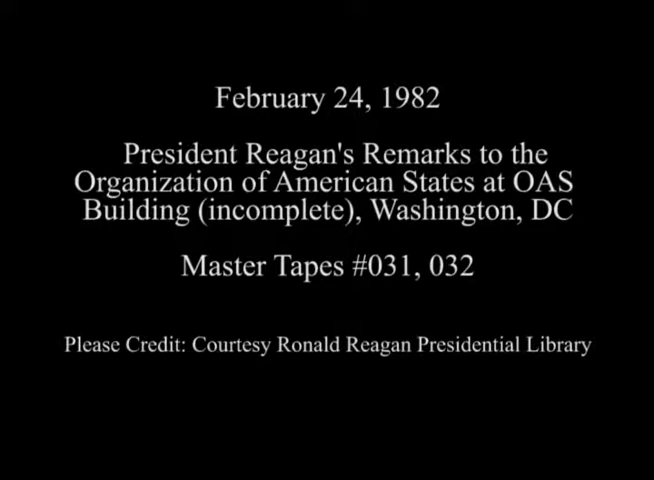 February 24, 1982
President Reagan's Remarks to the
Organization of American States at OAS
Building (incomplete), Washington, DC
Master Tapes #031, 032
Please Credit: Courtesy Ronald Reagan Presidential Library